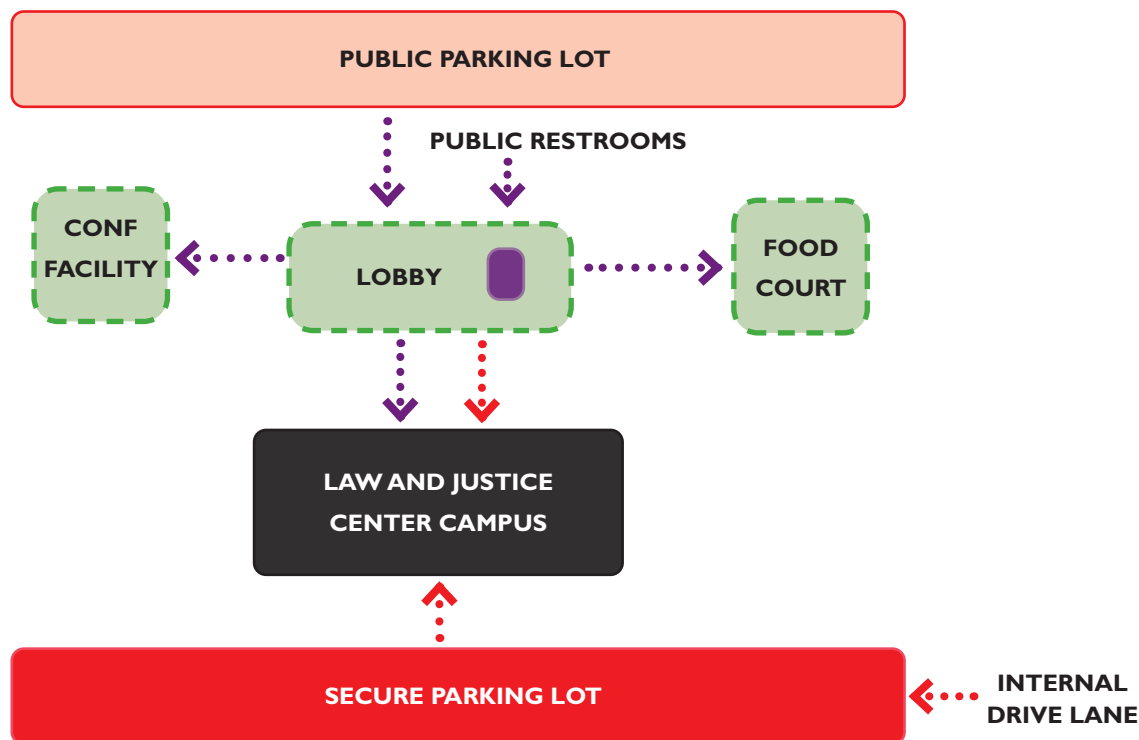 PUBLIC PARKING LOT
PUBLIC RESTROOMS
CONF
FACILITY
LOBBY
FOOD
COURT
LAW AND JUSTICE
CENTER CAMPUS
SECURE PARKING LOT
INTERNAL
DRIVE LANE